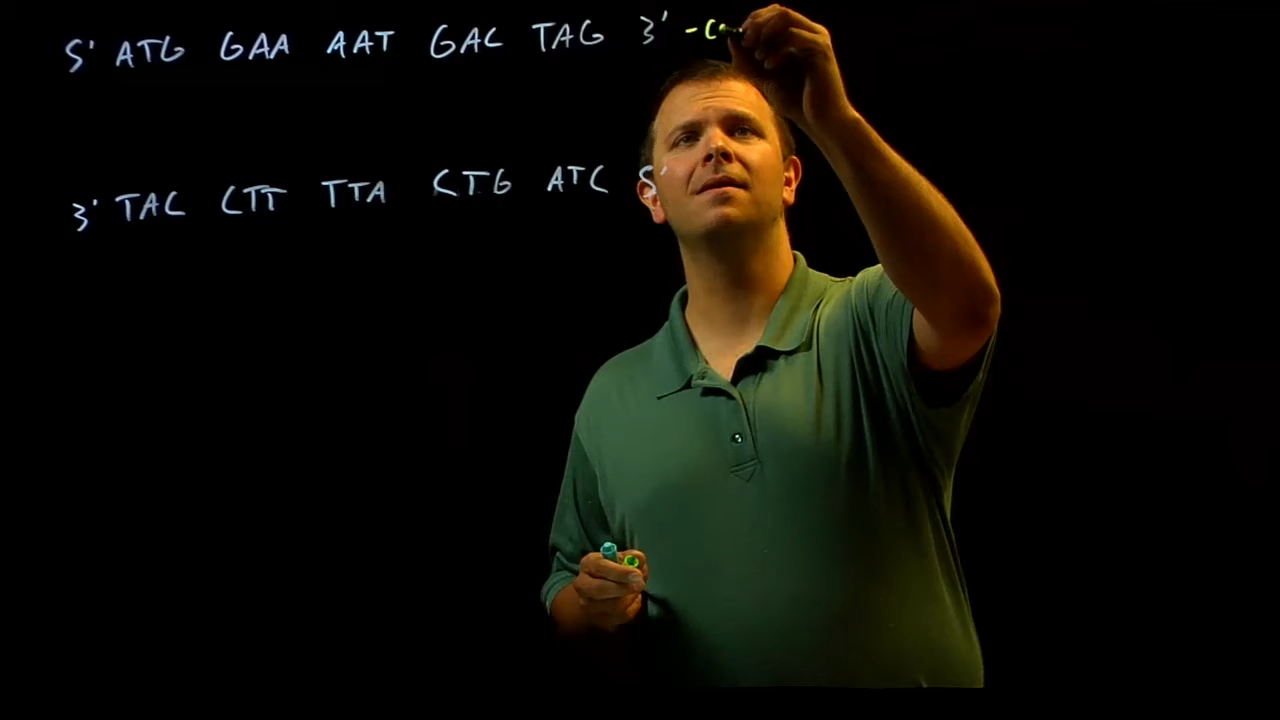 5' ATG GAA AAT GAC TAG 3' -C
3' TAC CTT TTA CTG ATC 5'